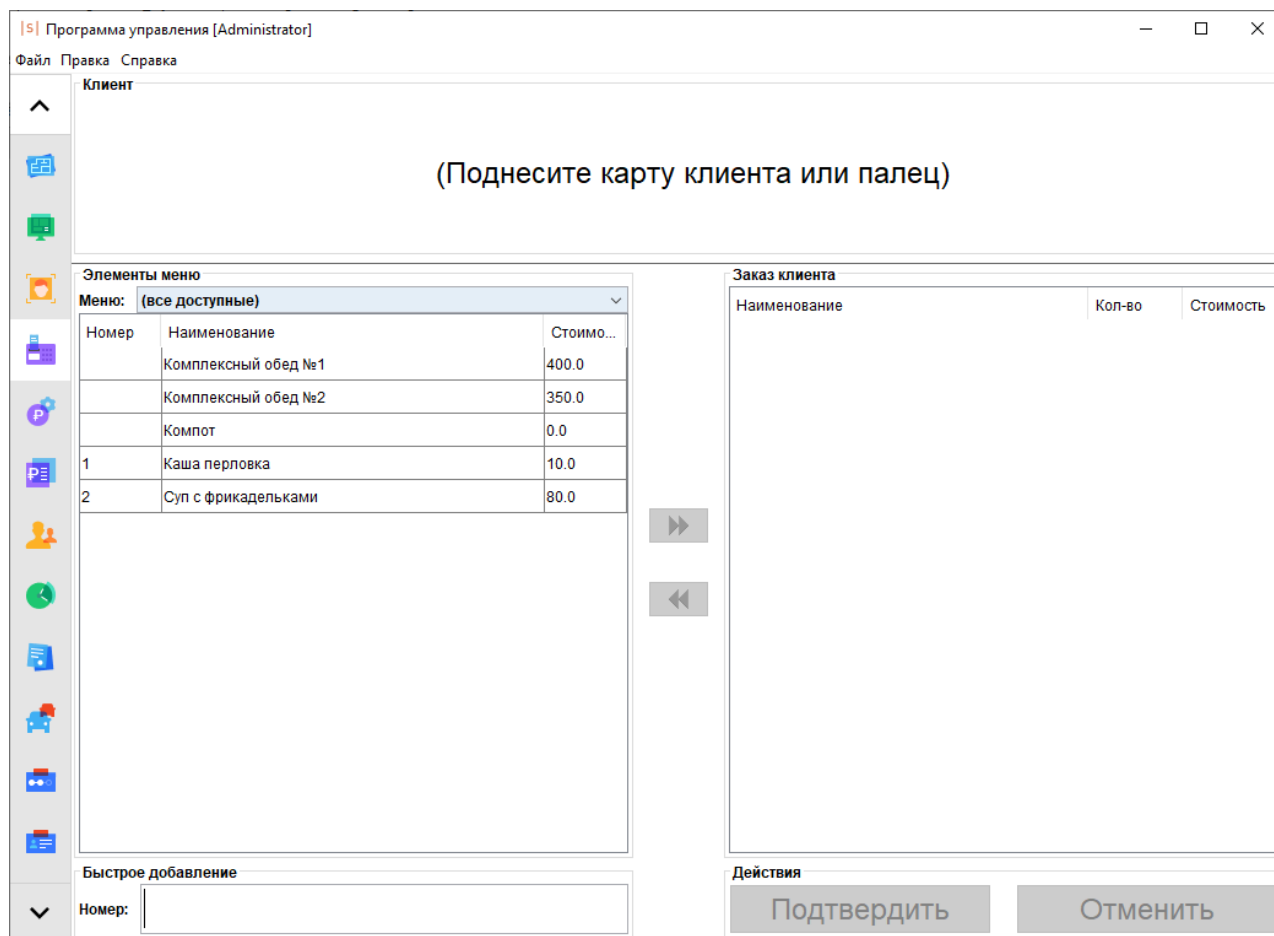 |S| Программа управления [Administrator]
Файл Правка Справка
Клиент
(Поднесите карту клиента или палец)
Элементы меню
Меню: (все доступные)
Номер Наименование Стоимо...
Комплексный обед №1 400.0
Комплексный обед №2 350.0
Компот 0.0
1 Каша перловка 10.0
2 Суп с фрикадельками 80.0
Быстрое добавление
Номер:
Заказ клиента
Наименование Кол-во Стоимость
Действия
Подтвердить Отменить